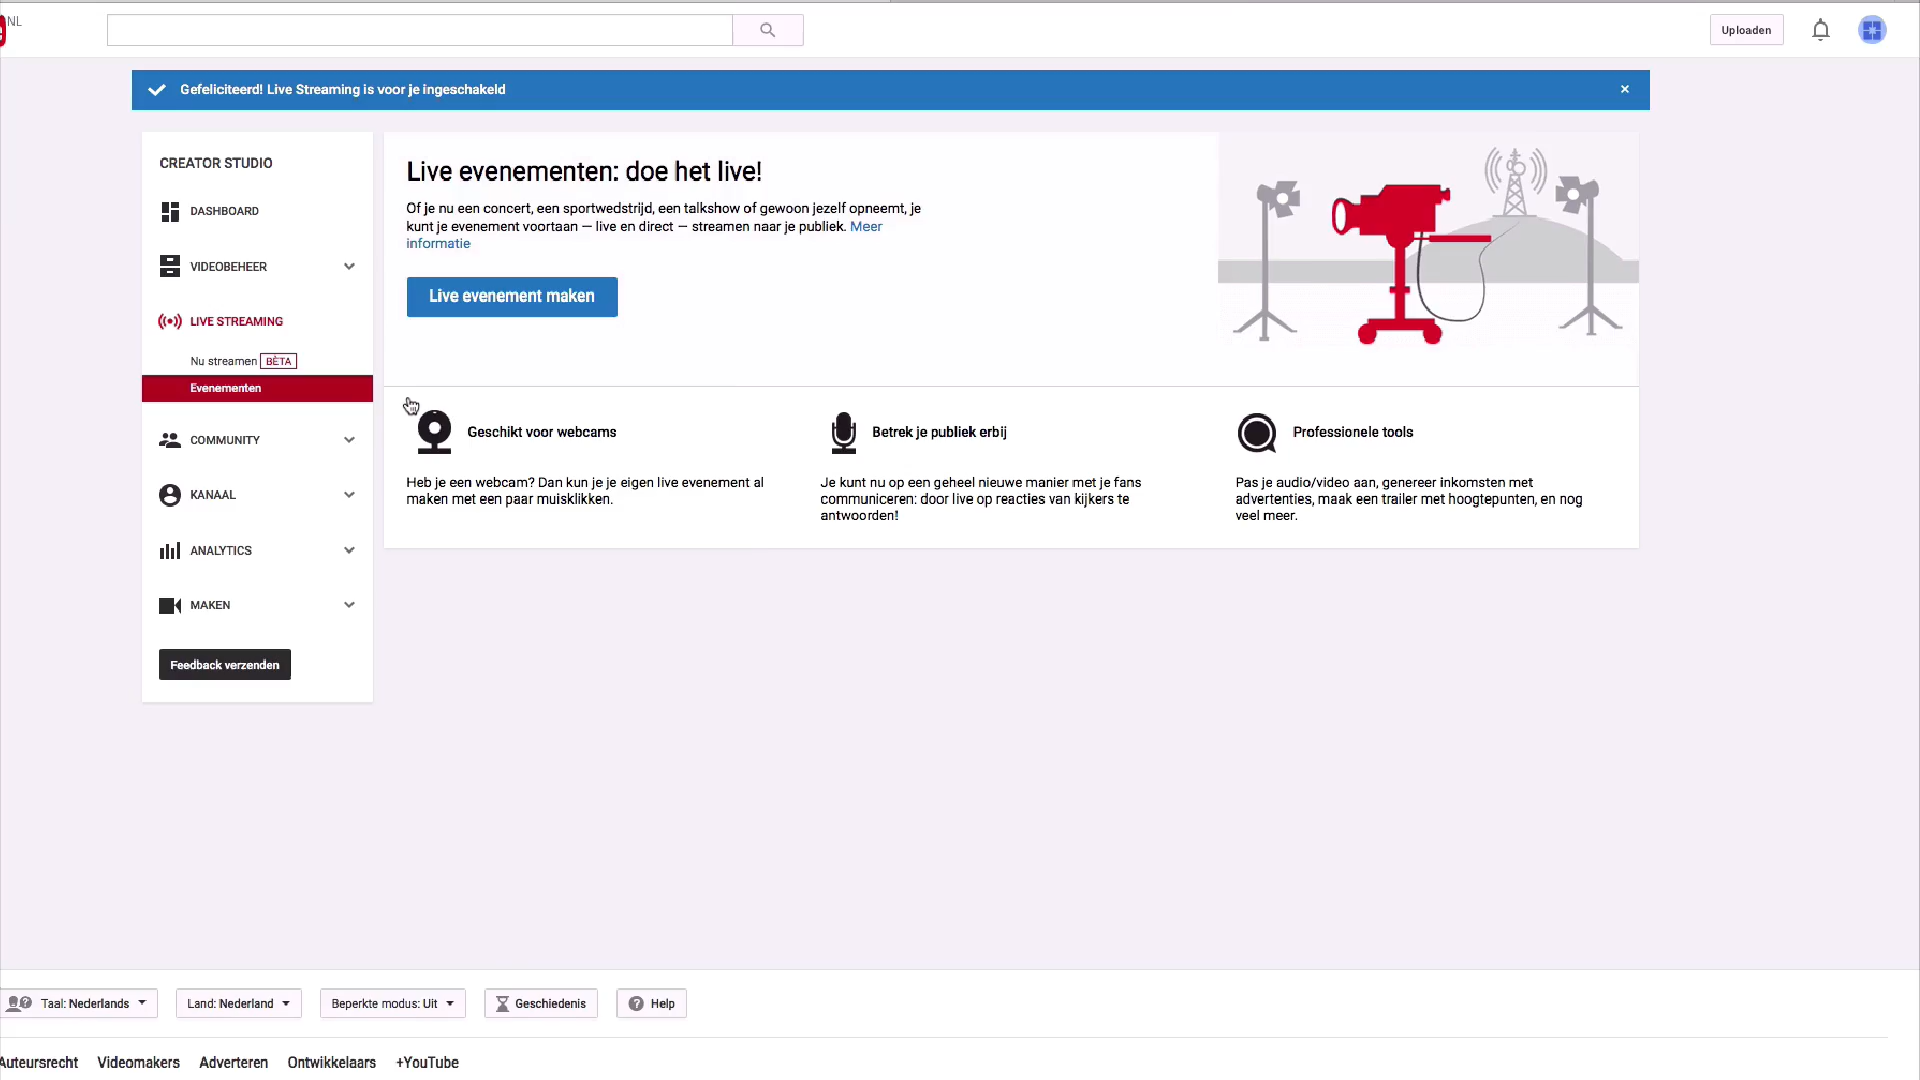 NL
Uploaden
Gefeliciteerd! Live Streaming is voor je ingeschakeld
CREATOR STUDIO
DASHBOARD
VIDEOBEHEER
LIVE STREAMING
Nu streamen BÈTA
Evenementen
COMMUNITY
KANAAL
ANALYTICS
MAKEN
Feedback verzenden
Live evenementen: doe het live!
Of je nu een concert, een sportwedstrijd, een talkshow of gewoon jezelf opneemt, je
kunt je evenement voortaan — live en direct — streamen naar je publiek. Meer
informatie
Live evenement maken
Geschikt voor webcams
Heb je een webcam? Dan kun je je eigen live evenement al
maken met een paar muisklikken.
Betrek je publiek erbij
Je kunt nu op een geheel nieuwe manier met je fans
communiceren: door live op reacties van kijkers te
antwoorden!
Professionele tools
Pas je audio/video aan, genereer inkomsten met
advertenties, maak een trailer met hoogtepunten, en nog
veel meer.
Taal: Nederlands
Land: Nederland
Beperkte modus: Uit
Geschiedenis
Help
Auteursrecht Videomakers Adverteren Ontwikkelaars +YouTube